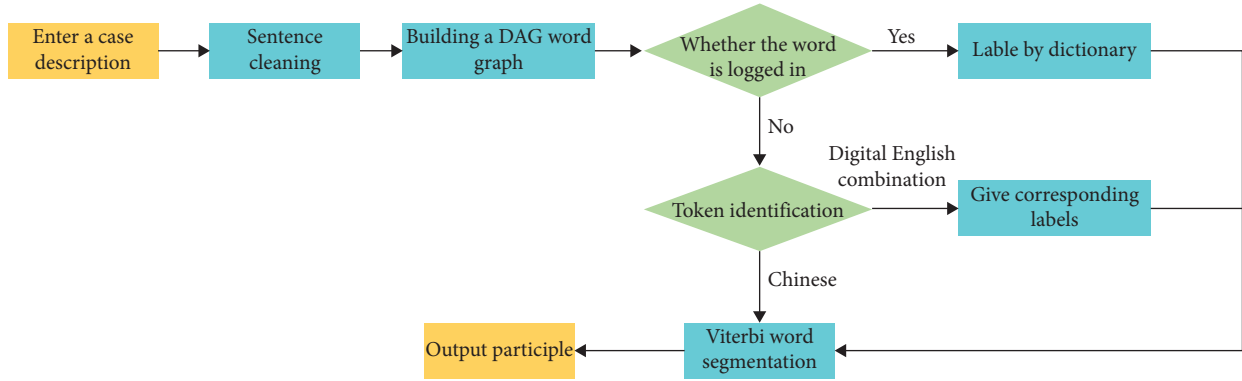 Enter a case
description
Sentence
cleaning
Building a DAG word
graph
Whether the word
is logged in
Yes
Lable by dictionary
No
Digital English
combination
Token identification
Give corresponding
labels
Chinese
Output participle
Viterbi word
segmentation